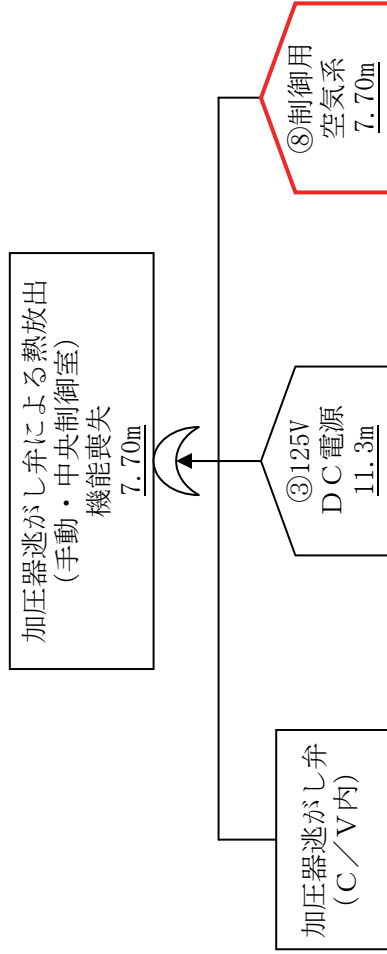 加圧器逃がし弁による熱放出
（手動・中央制御室）
機能喪失
7.70m
加圧器逃がし弁
（Ｃ／Ｖ内）
③125V
ＤＣ電源
11.3m
⑧制御用
空気系
7.70m